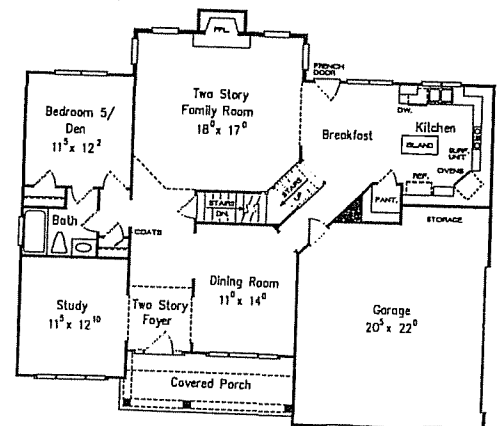 FPL.
Two Story
Family Room
18⁰ x 17⁰
FRENCH
DOOR
Bedroom 5/
Den
11⁵ x 12²
DW.
Breakfast
Kitchen
ISLAND
SURF.
UNIT
OVENS
REF.
PANT.
STAIRS
UP
STAIRS
DN.
STORAGE
Bath
COATS
Dining Room
11⁰ x 14⁰
Study
11⁵ x 12¹⁰
Two Story
Foyer
Garage
20⁵ x 22⁰
Covered Porch